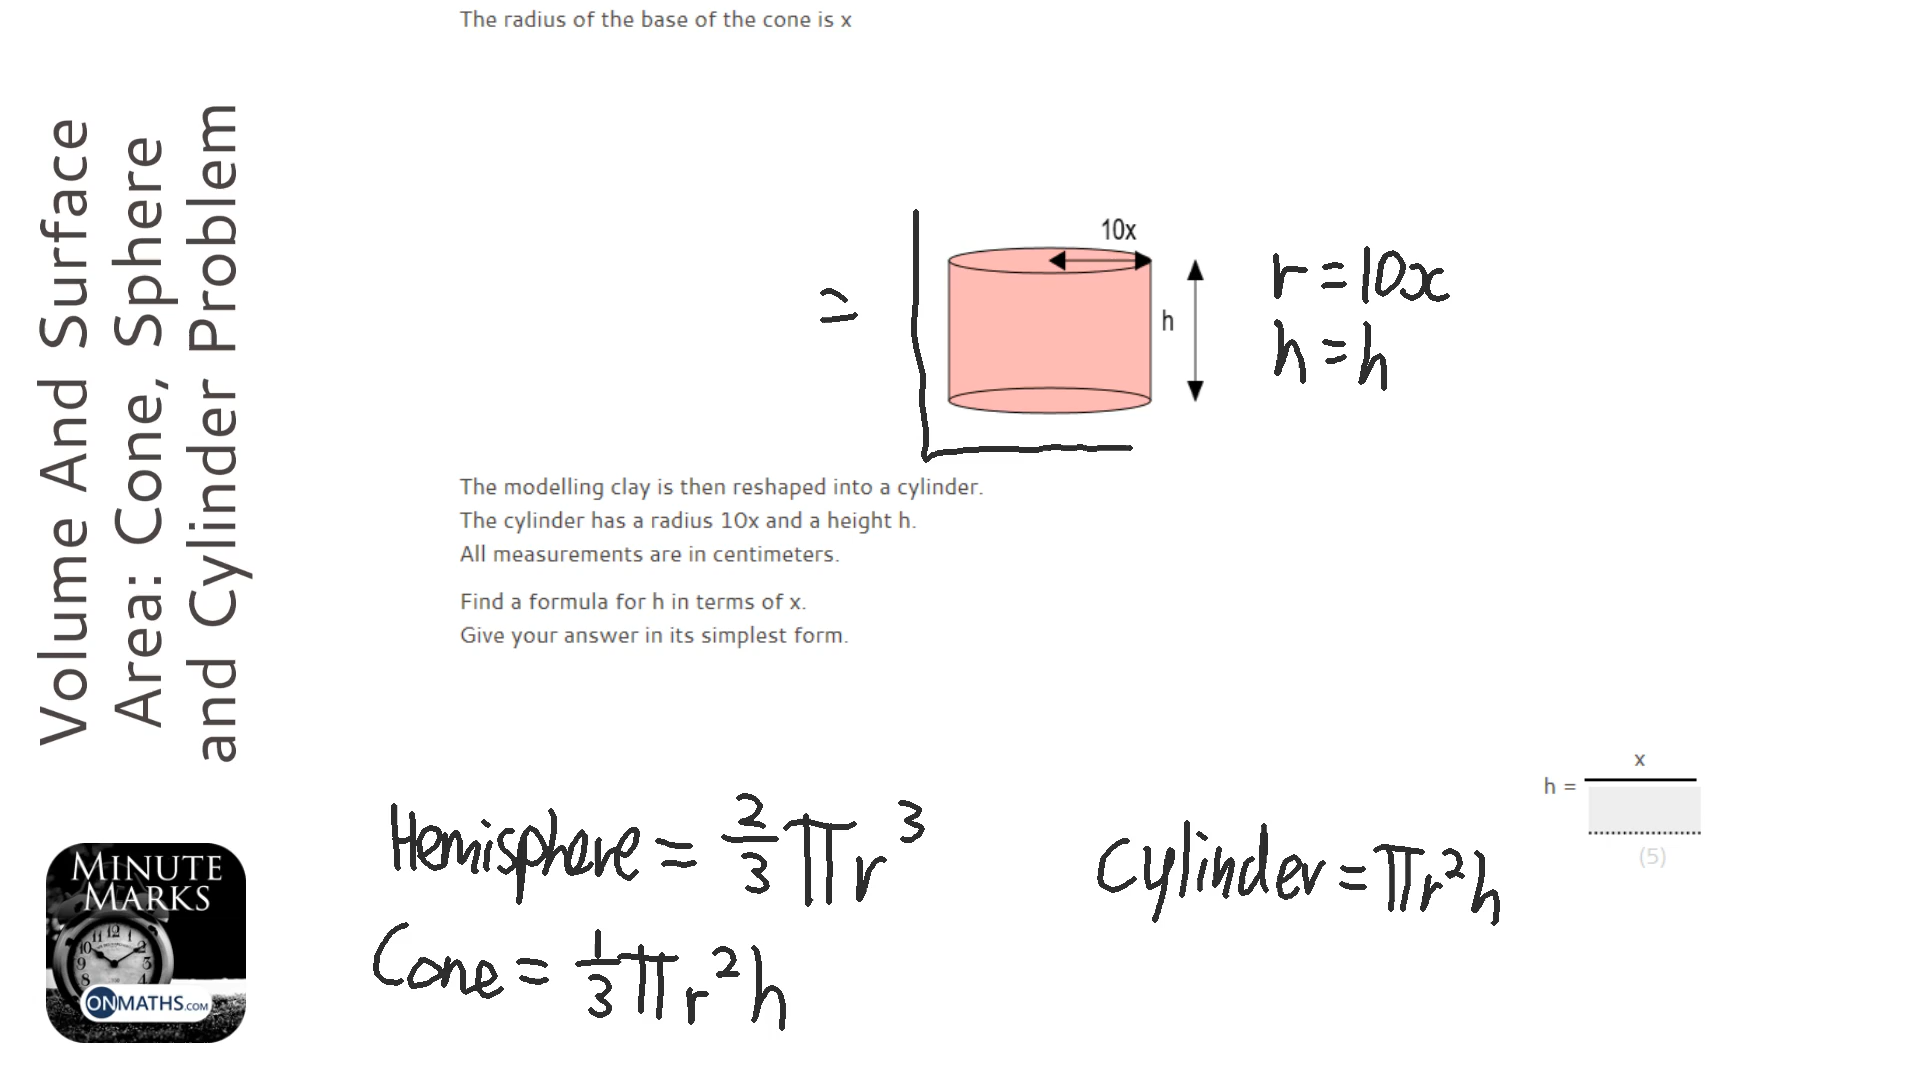 The radius of the base of the cone is x
Volume And Surface
Area: Cone, Sphere
and Cylinder Problem
=
10x
h
r = 10x
h = h
The modelling clay is then reshaped into a cylinder.
The cylinder has a radius 10x and a height h.
All measurements are in centimeters.
Find a formula for h in terms of x.
Give your answer in its simplest form.
h = x
(5)
Hemisphere = 2/3 πr³
Cylinder = πr²h
Cone = 1/3 πr²h
MINUTE
MARKS
ONMATHS.COM